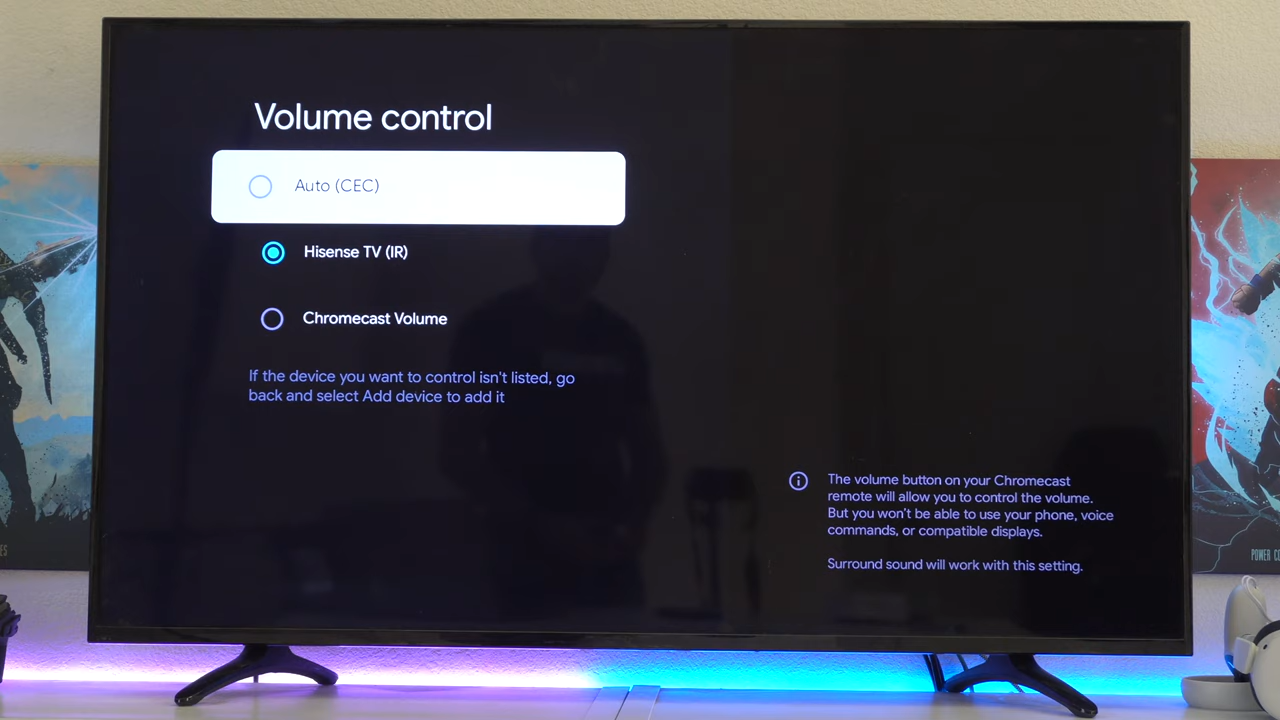 Volume control
Auto (CEC)
Hisense TV (IR)
Chromecast Volume
If the device you want to control isn't listed, go
back and select Add device to add it
The volume button on your Chromecast
remote will allow you to control the volume.
But you won't be able to use your phone, voice
commands, or compatible displays.
Surround sound will work with this setting.
POWER CO
ES